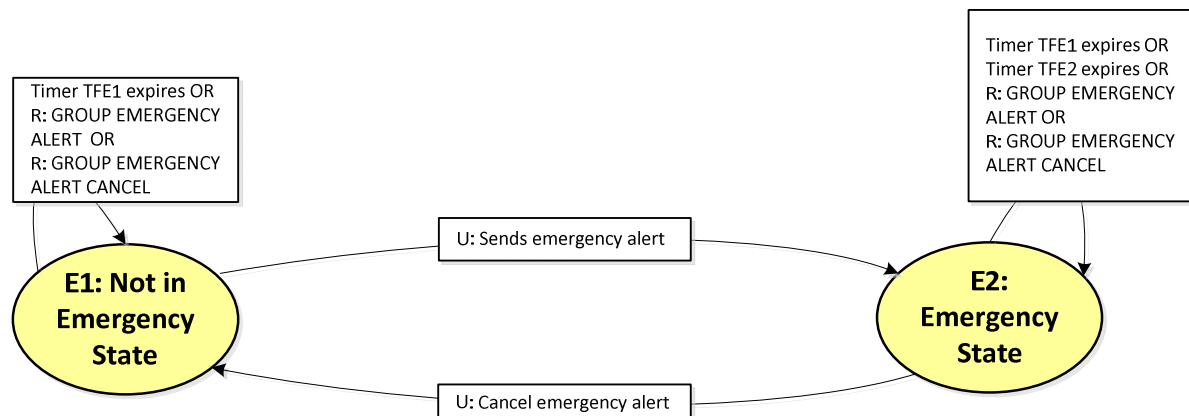 Timer TFE1 expires OR
Timer TFE2 expires OR
R: GROUP EMERGENCY
ALERT OR
R: GROUP EMERGENCY
ALERT CANCEL
Timer TFE1 expires OR
R: GROUP EMERGENCY
ALERT OR
R: GROUP EMERGENCY
ALERT CANCEL
U: Sends emergency alert
E1: Not in
Emergency
State
E2:
Emergency
State
U: Cancel emergency alert